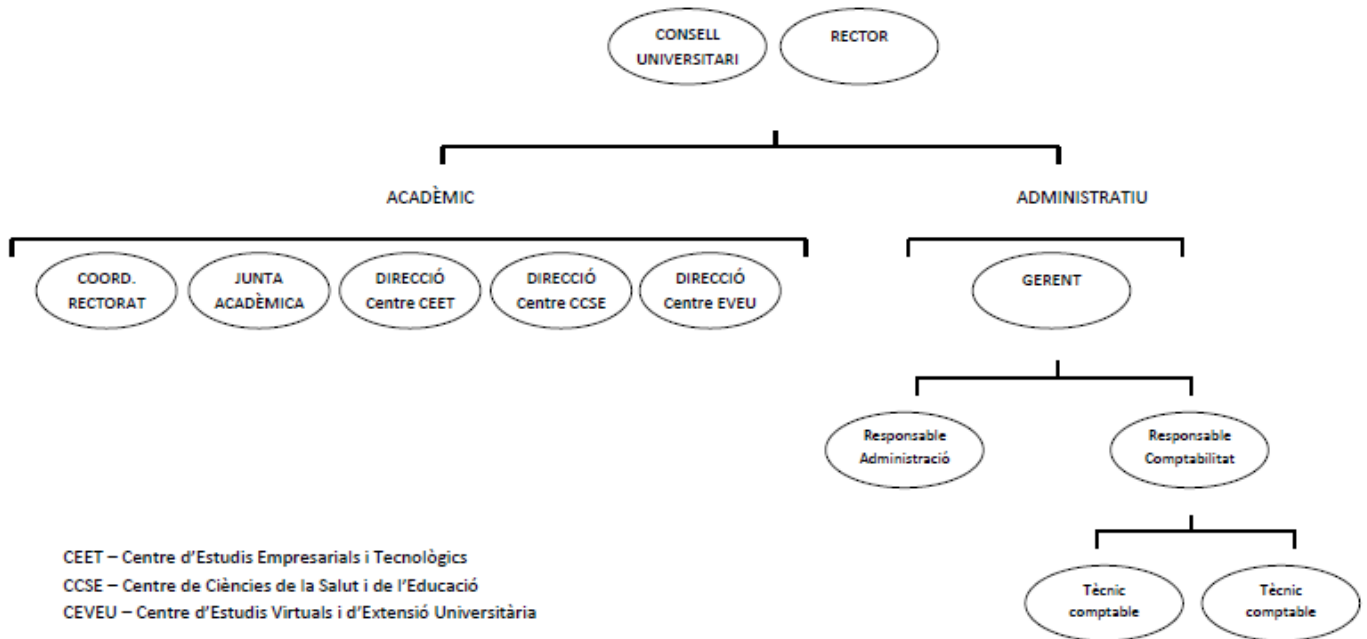 CONSELL
UNIVERSITARI
RECTOR
ACADÈMIC
ADMINISTRATIU
COORD.
RECTORAT
JUNTA
ACADÈMICA
DIRECCIÓ
Centre CEET
DIRECCIÓ
Centre CCSE
DIRECCIÓ
Centre EVEU
GERENT
Responsable
Administració
Responsable
Comptabilitat
Tècnic
comptable
Tècnic
comptable
CEET – Centre d'Estudis Empresarials i Tecnològics
CCSE – Centre de Ciències de la Salut i de l'Educació
CEVEU – Centre d'Estudis Virtuals i d'Extensió Universitària